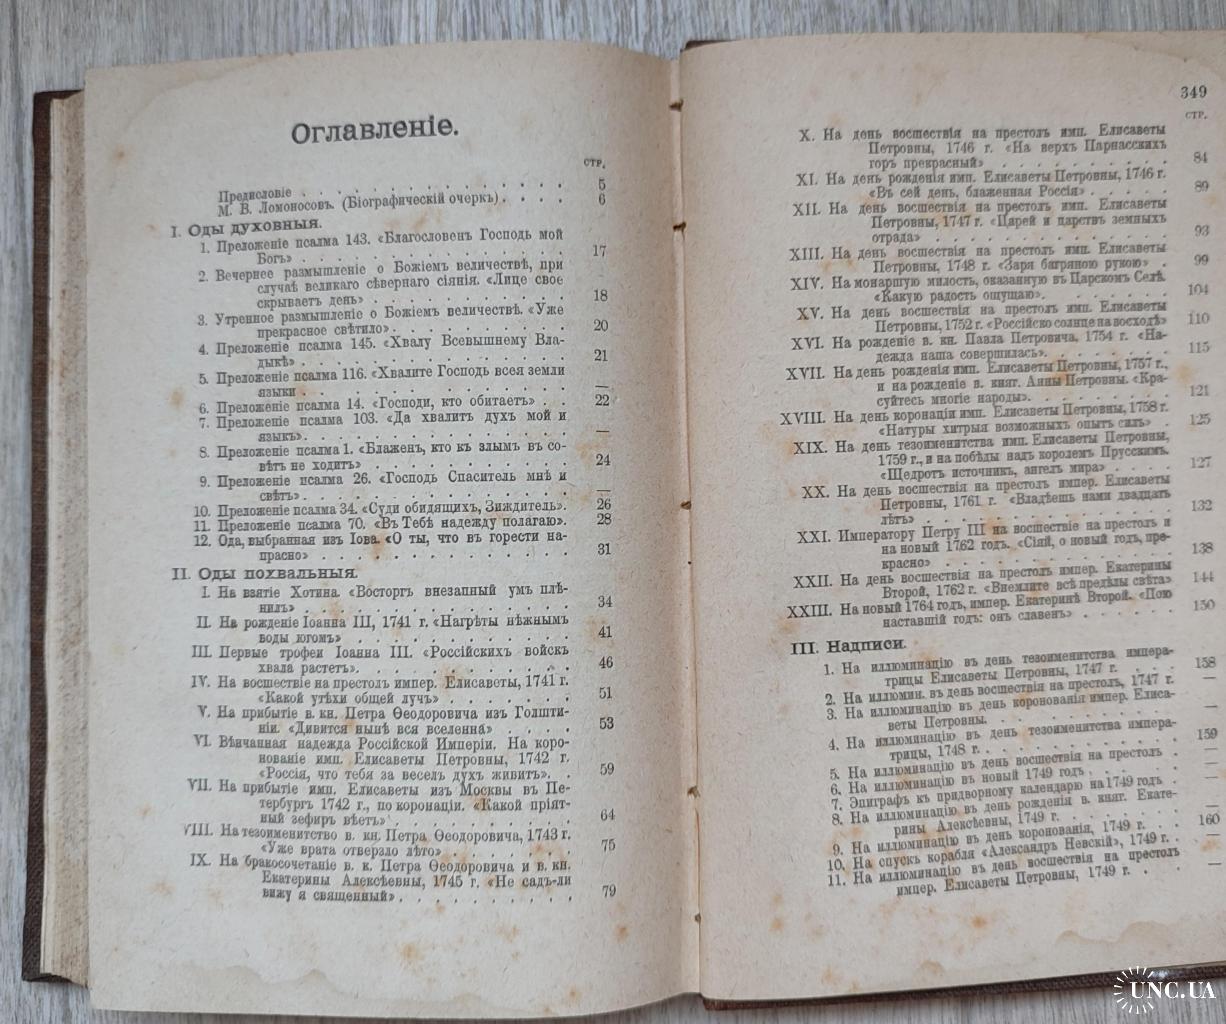 Оглавленіе.
СТР.
Предисловіе . . . . . . . . . . . . . . 5
М. В. Ломоносовъ. (Біографическій очеркъ) . . . . 6
I. Оды духовныя.
1. Преложеніе псалма 143. «Благословенъ Господь мой
Богъ» . . . . . . . . . . . . . . 17
2. Вечернее размышленіе о Божіемъ величествѣ, при
случаѣ великаго сѣвернаго сіянія. «Лице свое
скрываетъ день» . . . . . . . . . . 18
3. Утренное размышленіе о Божіемъ величествѣ. «Уже
прекрасное свѣтило» . . . . . . . . . 20
4. Преложеніе псалма 145. «Хвалу Всевышнему Вла-
дыкѣ» . . . . . . . . . . . . . . 21
5. Преложеніе псалма 116. «Хвалите Господь всея земли
языки . . . . . . . . . . . . . . —
6. Преложеніе псалма 14. «Господи, кто обитаетъ» . . 22
7. Преложеніе псалма 103. «Да хвалитъ духъ мой и
языкъ» . . . . . . . . . . . . . . —
8. Преложеніе псалма 1. «Блаженъ, кто къ злымъ въ со-
вѣтъ не ходитъ» . . . . . . . . . . 24
9. Преложеніе псалма 26. «Господь Спаситель мнѣ и
свѣтъ» . . . . . . . . . . . . . . —
10. Преложеніе псалма 34. «Суди обидящихъ, Зиждитель». 26
11. Преложеніе псалма 70. «Въ Тебѣ надежду полагаю». 28
12. Ода, выбранная изъ Іова. «О ты, что въ горести на-
прасно» . . . . . . . . . . . . . 31
II. Оды похвальныя.
I. На взятіе Хотина. «Восторгъ внезапный умъ плѣ-
нилъ» . . . . . . . . . . . . . . 34
II. На рожденіе Іоанна III, 1741 г. «Нагрѣты нѣжнымъ
воды югомъ» . . . . . . . . . . . 41
III. Первые трофеи Іоанна III. «Россійскихъ войскъ
хвала растетъ» . . . . . . . . . . 46
IV. На восшествіе на престолъ импер. Елисаветы, 1741 г.
«Какой утѣхи общей лучъ» . . . . . . 51
V. На прибытіе в. кн. Петра Ѳеодоровича изъ Голшти-
ніи. «Дивится нынѣ вся вселенна» . . . . 53
VI. Вѣнчанная надежда Россійской Имперіи. На коро-
нованіе имп. Елисаветы Петровны, 1742 г.
«Россія, что тебя за веселъ духъ живитъ». . 59
VII. На прибытіе имп. Елисаветы изъ Москвы въ Пе-
тербургъ 1742 г., по коронаціи. «Какой пріят-
ный зефиръ вѣетъ» . . . . . . . . . 64
VIII. На тезоименитство в. кн. Петра Ѳеодоровича, 1743 г.
«Уже врата отверзло лѣто» . . . . . . . 75
IX. На бракосочетаніе в. к. Петра Ѳеодоровича и в. кн.
Екатерины Алексѣевны, 1745 г. «Не садъ-ли
вижу я священный» . . . . . . . . . 79
349
СТР.
X. На день восшествія на престолъ имп. Елисаветы
Петровны, 1746 г. «На верхъ Парнасскихъ
горъ прекрасный» . . . . . . . . . . 84
XI. На день рожденія имп. Елисаветы Петровны, 1746 г.
«Въ сей день, блаженная Россія» . . . . . 89
XII. На день восшествія на престолъ имп. Елисаветы
Петровны, 1747 г. «Царей и царствъ земныхъ
отрада» . . . . . . . . . . . . . 93
XIII. На день восшествія на престолъ имп. Елисаветы
Петровны, 1748 г. «Заря багряною рукою» . 99
XIV. На монаршую милость, оказанную въ Царскомъ Селѣ.
«Какую радость ощущаю» . . . . . . . 104
XV. На день восшествія на престолъ имп. Елисаветы
Петровны, 1752 г. «Россійско солнце на восходѣ» 110
XVI. На рожденіе в. кн. Павла Петровича, 1754 г. «На-
дежда наша совершилась» . . . . . . . 115
XVII. На день рожденія имп. Елисаветы Петровны, 1757 г.,
и на рожденіе в. княг. Анны Петровны. «Кра-
суйтесь многіе народы» . . . . . . . . 121
XVIII. На день коронаціи имп. Елисаветы Петровны, 1758 г.
«Натуры хитрыя возможныхъ опытъ силъ» . 125
XIX. На день тезоименитства имп. Елисаветы Петровны,
1759 г., и на побѣды надъ королемъ Прусскимъ.
«Щедротъ источникъ, ангелъ мира» . . . . 127
XX. На день восшествія на престолъ импер. Елисаветы
Петровны, 1761 г. «Владѣешь нами двадцать
лѣтъ» . . . . . . . . . . . . . . 132
XXI. Императору Петру III на восшествіе на престолъ и
на новый 1762 годъ. «Сіяй, о новый годъ, пре-
красно» . . . . . . . . . . . . . 138
XXII. На день восшествія на престолъ импер. Екатерины
Второй, 1762 г. «Внемлите всѣ предѣлы свѣта» 144
XXIII. На новый 1764 годъ, импер. Екатеринѣ Второй. «Пою
наставшій годъ: онъ славенъ» . . . . . 150
III. Надписи.
1. На иллюминацію въ день тезоименитства импера-
трицы Елисаветы Петровны, 1747 г. . . . 158
2. На иллюмин. въ день восшествія на престолъ, 1747 г. —
3. На иллюминацію въ день коронованія импер. Елиса-
веты Петровны. . . . . . . . . . . —
4. На иллюминацію въ день тезоименитства импера-
трицы, 1748 г. . . . . . . . . . . 159
5. На иллюминацію въ день восшествія на престолъ . —
6. На иллюминацію въ новый 1749 годъ . . . . . —
7. Эпиграфъ къ придворному календарю на 1749 годъ .
8. На иллюминацію въ день рожденія в. княг. Екате-
рины Алексѣевны, 1749 г. . . . . . . —
9. На иллюминацію въ день коронованія, 1749 г. . . 160
10. На спускъ корабля «Александръ Невскій», 1749 г. . —
11. На иллюминацію въ день восшествія на престолъ
импер. Елисаветы Петровны, 1749 г. . . —
UNC.UA